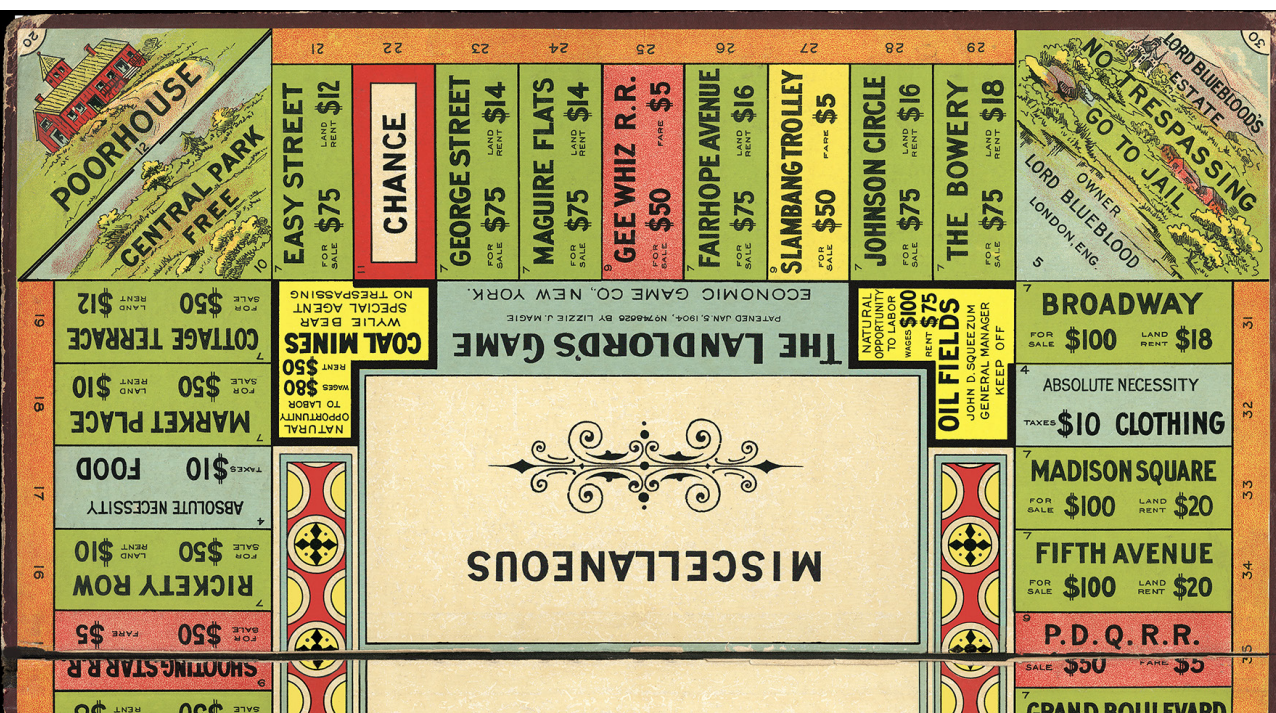 20
POORHOUSE
12
CENTRAL PARK
FREE
10
21
22
23
24
25
26
27
28
29
30
EASY STREET
FOR SALE $75 LAND RENT $12
7
CHANCE
11
GEORGE STREET
FOR SALE $75 LAND RENT $14
7
MAGUIRE FLATS
FOR SALE $75 LAND RENT $14
7
GEE WHIZ R.R.
FOR SALE $50 FARE $5
9
FAIRHOPE AVENUE
FOR SALE $75 LAND RENT $16
7
SLAMBANG TROLLEY
FOR SALE $50 FARE $5
9
JOHNSON CIRCLE
FOR SALE $75 LAND RENT $16
7
THE BOWERY
FOR SALE $75 LAND RENT $18
7
LORD BLUEBLOOD'S
ESTATE
NO TRESPASSING
GO TO JAIL
OWNER
LORD BLUEBLOOD
LONDON, ENG.
5
19
COTTAGE TERRACE
FOR SALE $50 LAND RENT $12
7
18
MARKET PLACE
FOR SALE $50 LAND RENT $10
7
17
ABSOLUTE NECESSITY
TAXES $10 FOOD
4
16
RICKETY ROW
FOR SALE $50 LAND RENT $10
7
SHOOTING STAR R R
FOR SALE $50 FARE $5
9
NATURAL
OPPORTUNITY
TO LABOR
WAGES $80
RENT $50
COAL MINES
WYLIE BEAR
SPECIAL AGENT
NO TRESPASSING
THE LANDLORD'S GAME
PATENTED JAN. 5, 1904, NO 748626 BY LIZZIE J. MAGIE
ECONOMIC GAME CO., NEW YORK.
NATURAL
OPPORTUNITY
TO LABOR
WAGES $100
RENT $75
OIL FIELDS
JOHN D. SQUEEZUM
GENERAL MANAGER
KEEP OFF
MISCELLANEOUS
7
BROADWAY
FOR SALE $100 LAND RENT $18
31
4
ABSOLUTE NECESSITY
TAXES $10 CLOTHING
32
7
MADISON SQUARE
FOR SALE $100 LAND RENT $20
33
7
FIFTH AVENUE
FOR SALE $100 LAND RENT $20
34
9
P.D.Q. R.R.
SALE $50 FARE $5
35
7
GRAND BOULEVARD